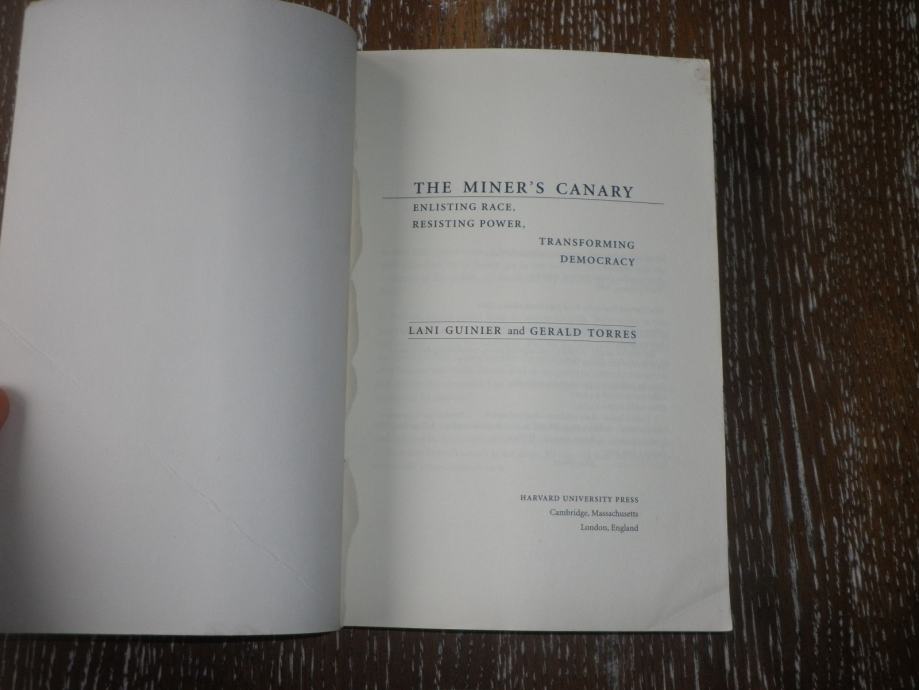 THE MINER'S CANARY
ENLISTING RACE,
RESISTING POWER,
TRANSFORMING
DEMOCRACY
LANI GUINIER and GERALD TORRES
HARVARD UNIVERSITY PRESS
Cambridge, Massachusetts
London, England